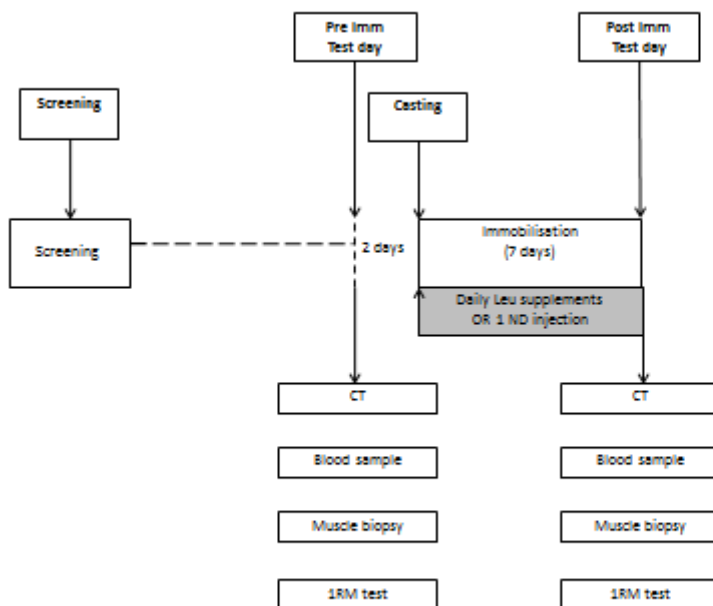 Pre Imm
Test day
Post Imm
Test day
Screening
Casting
Screening
2 days
Immobilisation
(7 days)
Daily Leu supplements
OR 1 ND injection
CT
CT
Blood sample
Blood sample
Muscle biopsy
Muscle biopsy
1RM test
1RM test